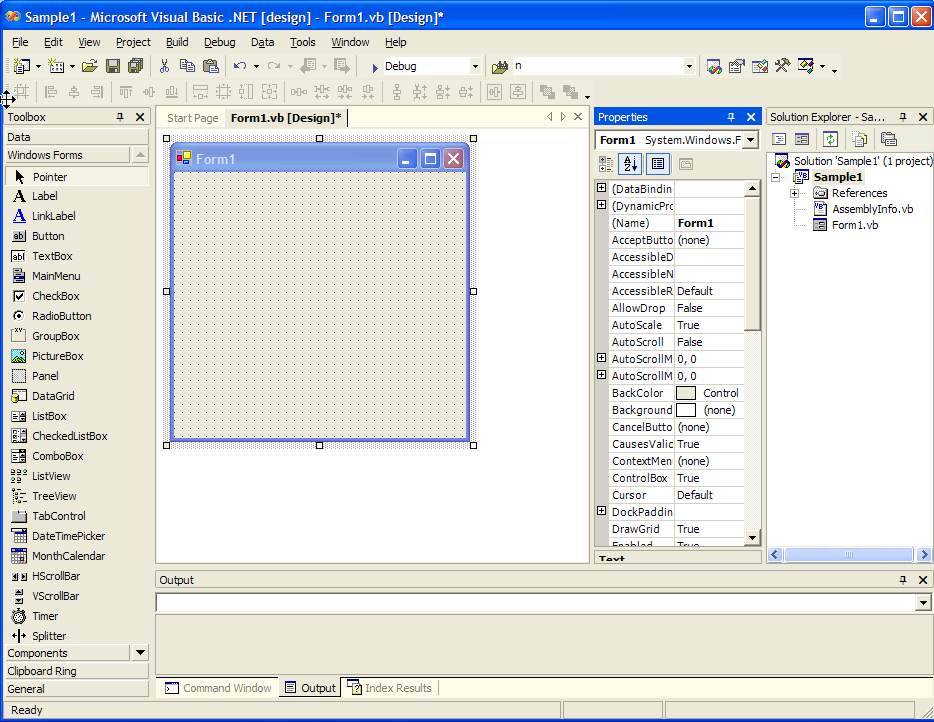 Sample1 - Microsoft Visual Basic .NET [design] - Form1.vb [Design]*
File Edit View Project Build Debug Data Tools Window Help
Debug n
Toolbox
Data
Windows Forms
Pointer
Label
LinkLabel
Button
TextBox
MainMenu
CheckBox
RadioButton
GroupBox
PictureBox
Panel
DataGrid
ListBox
CheckedListBox
ComboBox
ListView
TreeView
TabControl
DateTimePicker
MonthCalendar
HScrollBar
VScrollBar
Timer
Splitter
Components
Clipboard Ring
General
Start Page Form1.vb [Design]*
Form1
Properties
Form1 System.Windows.F
(DataBindin
(DynamicPro
(Name) Form1
AcceptButto (none)
AccessibleD
AccessibleN
AccessibleR Default
AllowDrop False
AutoScale True
AutoScroll False
AutoScrollM 0, 0
AutoScrollM 0, 0
BackColor Control
Background (none)
CancelButto (none)
CausesValid True
ContextMen (none)
ControlBox True
Cursor Default
DockPaddin
DrawGrid True
Enabled True
Text
Solution Explorer - Sa...
Solution 'Sample1' (1 project)
Sample1
References
AssemblyInfo.vb
Form1.vb
Output
Command Window Output Index Results
Ready